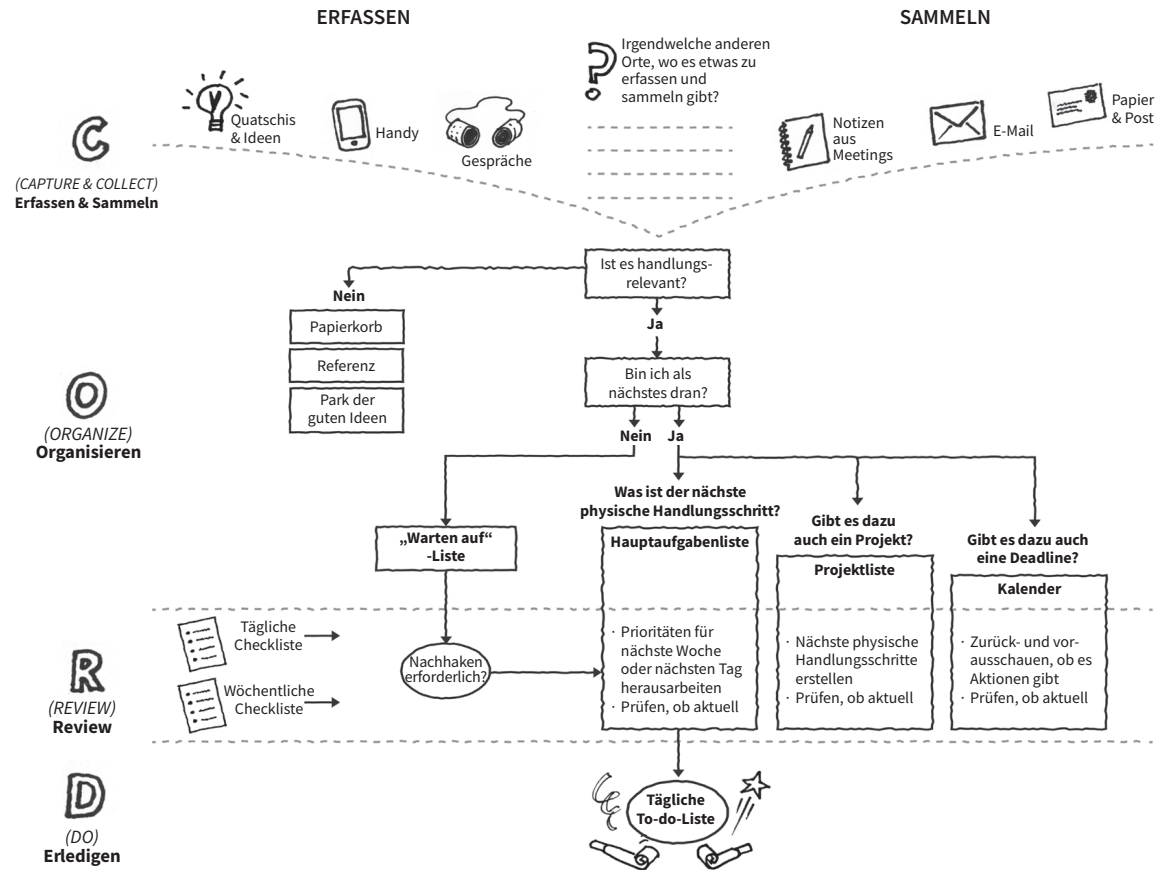 ERFASSEN
SAMMELN
C
(CAPTURE & COLLECT)
Erfassen & Sammeln
Quatschis
& Ideen
Handy
Gespräche
?
Irgendwelche anderen
Orte, wo es etwas zu
erfassen und
sammeln gibt?
Notizen
aus
Meetings
E-Mail
Papier
& Post
O
(ORGANIZE)
Organisieren
Ist es handlungs-
relevant?
Nein
Papierkorb
Referenz
Park der
guten Ideen
Ja
Bin ich als
nächstes dran?
Nein
Ja
„Warten auf“
-Liste
Was ist der nächste
physische Handlungsschritt?
Hauptaufgabenliste
Gibt es dazu
auch ein Projekt?
Projektliste
Gibt es dazu auch
eine Deadline?
Kalender
R
(REVIEW)
Review
Tägliche
Checkliste
Wöchentliche
Checkliste
Nachhaken
erforderlich?
· Prioritäten für
nächste Woche
oder nächsten Tag
herausarbeiten
· Prüfen, ob aktuell
· Nächste physische
Handlungsschritte
erstellen
· Prüfen, ob aktuell
· Zurück- und vor-
ausschauen, ob es
Aktionen gibt
· Prüfen, ob aktuell
D
(DO)
Erledigen
Tägliche
To-do-Liste